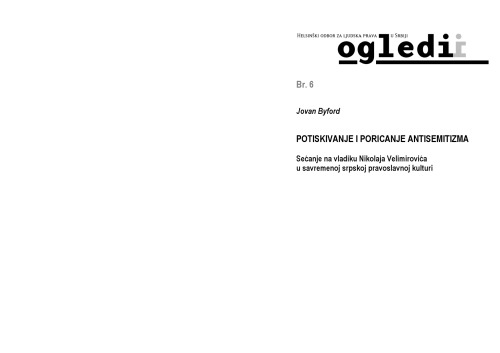 HELSINŠKI ODBOR ZA LJUDSKA PRAVA U SRBIJI
ogledi
Br. 6
Jovan Byford
POTISKIVANJE I PORICANJE ANTISEMITIZMA
Sećanje na vladiku Nikolaja Velimirovića
u savremenoj srpskoj pravoslavnoj kulturi